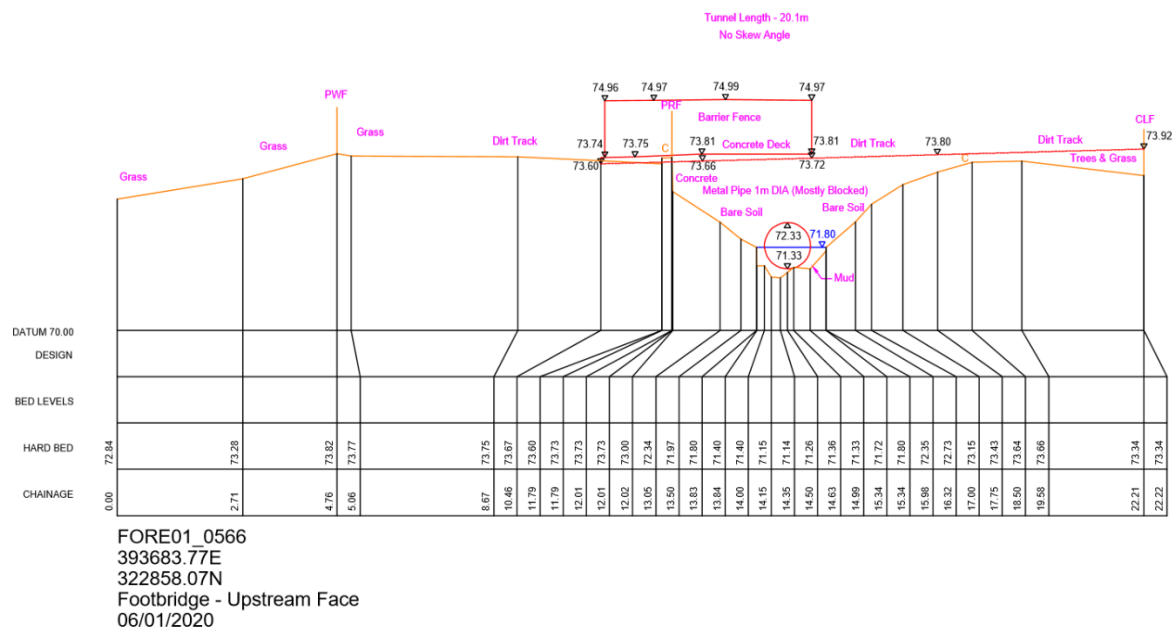 Tunnel Length - 20.1m
No Skew Angle
74.96 74.97 74.99 74.97
PWF PRF Barrier Fence CLF
Grass Dirt Track 73.74 73.75 C 73.81 Concrete Deck 73.81 Dirt Track 73.80 Dirt Track 73.92
Grass 73.60 73.66 73.72 C Trees & Grass
Grass Concrete
Metal Pipe 1m DIA (Mostly Blocked)
Bare Soil Bare Soil
72.33 71.80
71.33
Mud
DATUM 70.00
DESIGN
BED LEVELS
HARD BED 72.84 73.28 73.82 73.77 73.75 73.67 73.60 73.73 73.73 73.73 73.00 72.34 71.97 71.80 71.40 71.40 71.15 71.14 71.26 71.36 71.33 71.72 71.80 72.35 72.73 73.15 73.43 73.64 73.66 73.34 73.34
CHAINAGE 0.00 2.71 4.76 5.06 8.67 10.46 11.79 11.79 12.01 12.01 12.02 13.05 13.50 13.83 13.84 14.00 14.15 14.35 14.50 14.63 14.99 15.34 15.34 15.98 16.32 17.00 17.75 18.50 19.58 22.21 22.22
FORE01_0566
393683.77E
322858.07N
Footbridge - Upstream Face
06/01/2020